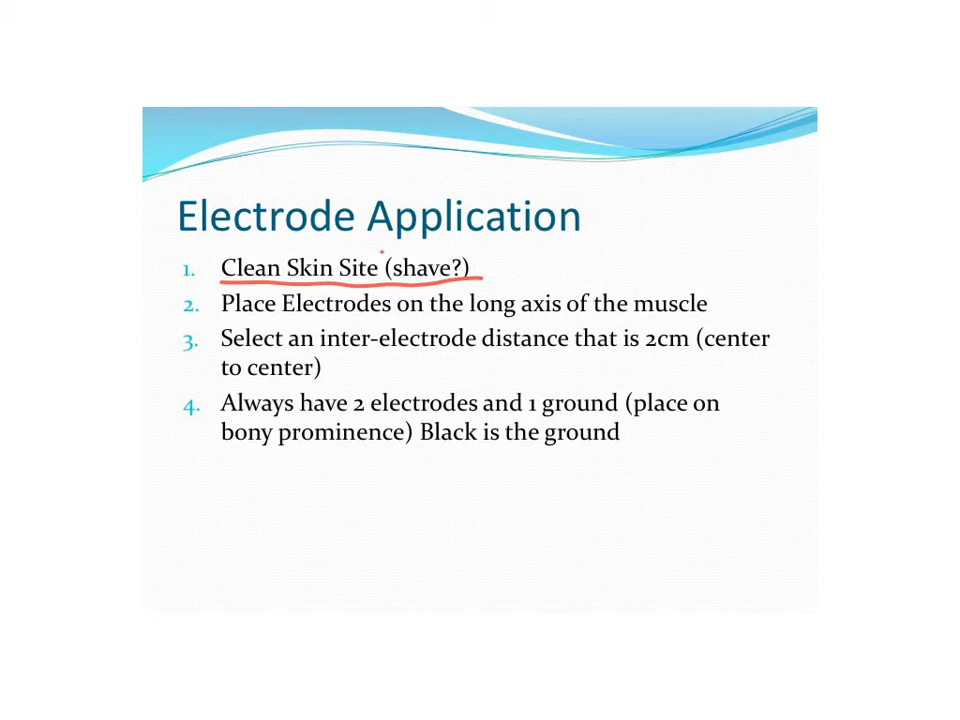 Electrode Application
1. Clean Skin Site (shave?)
2. Place Electrodes on the long axis of the muscle
3. Select an inter-electrode distance that is 2cm (center
to center)
4. Always have 2 electrodes and 1 ground (place on
bony prominence) Black is the ground